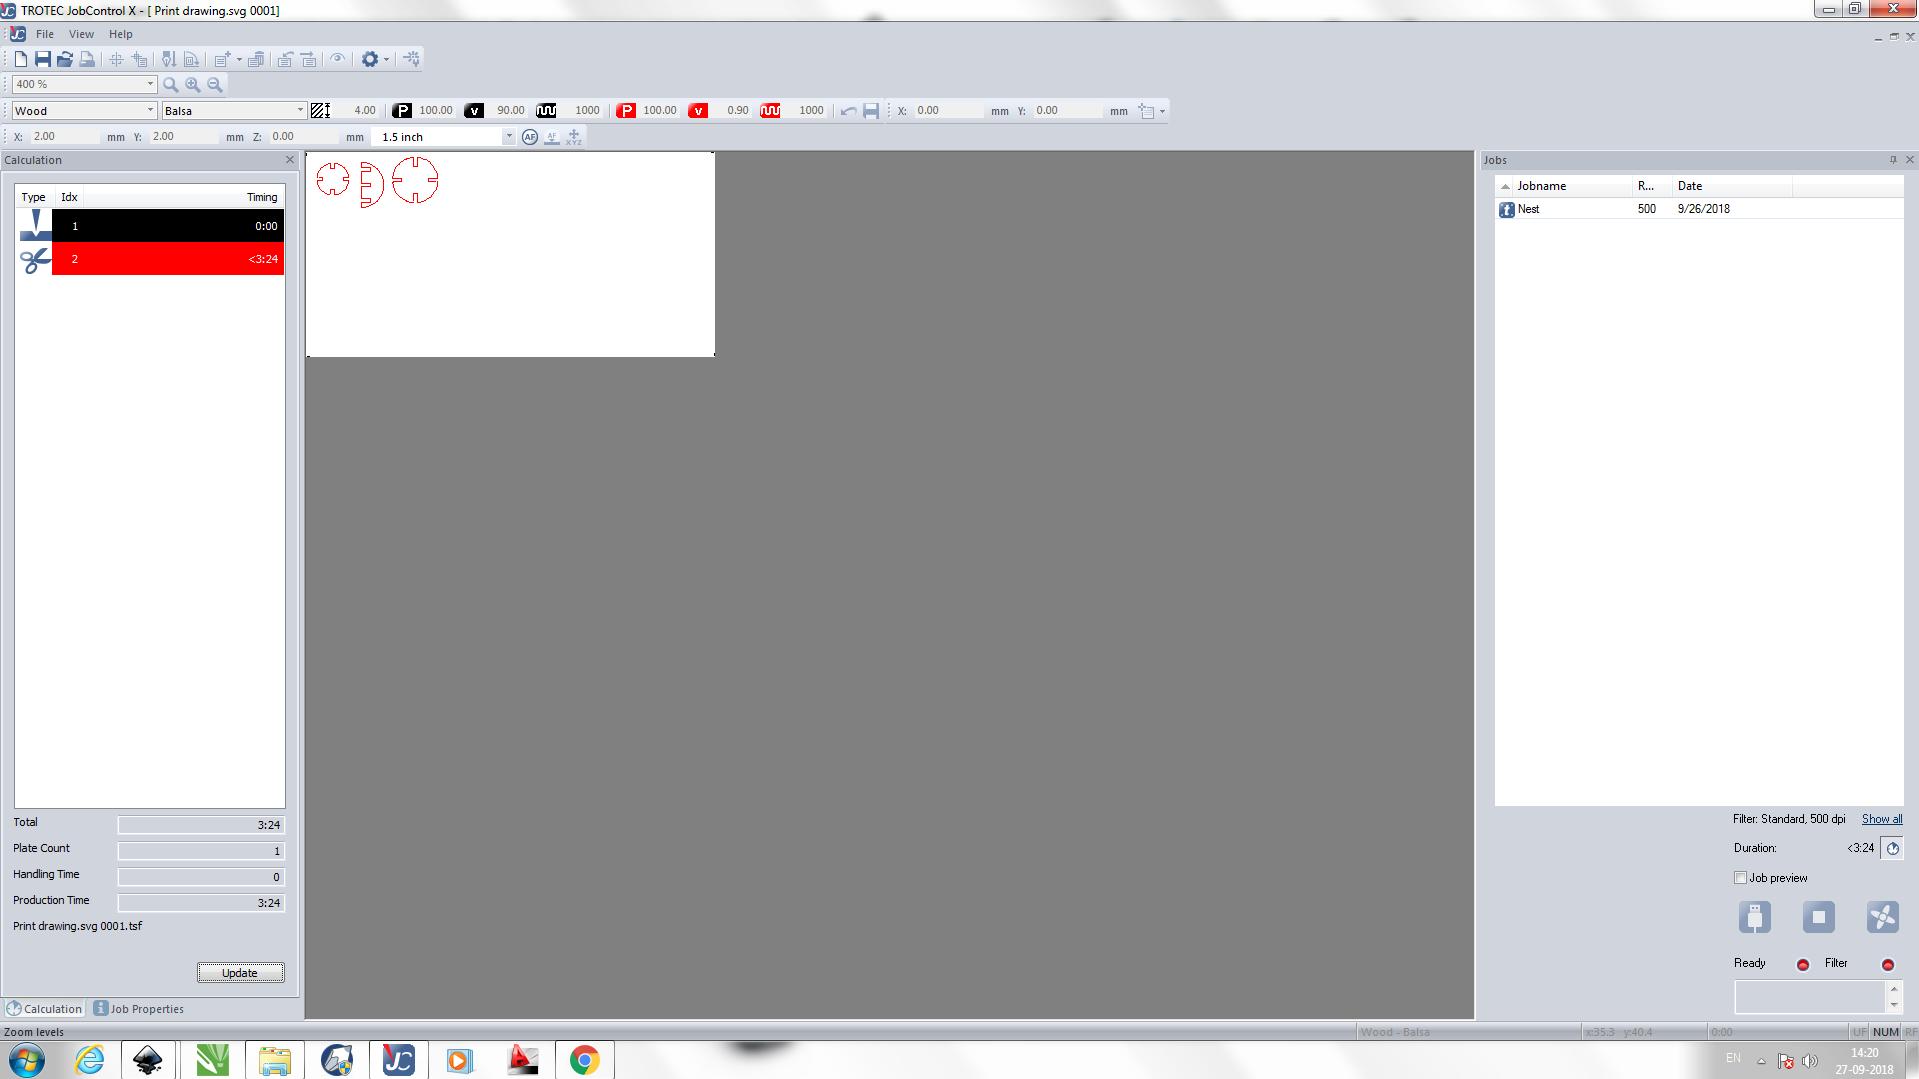 TROTEC JobControl X - [ Print drawing.svg 0001]
File View Help
400 %
Wood Balsa 4.00 P 100.00 v 90.00 1000 P 100.00 v 0.90 1000 X: 0.00 mm Y: 0.00 mm
X: 2.00 mm Y: 2.00 mm Z: 0.00 mm 1.5 inch AF AF XYZ
Calculation
Type Idx Timing
1 0:00
2 <3:24
Total 3:24
Plate Count 1
Handling Time 0
Production Time 3:24
Print drawing.svg 0001.tsf
Update
Calculation Job Properties
Jobs
Jobname R... Date
Nest 500 9/26/2018
Filter: Standard, 500 dpi Show all
Duration: <3:24
Job preview
Ready Filter
Zoom levels Wood - Balsa x:35.3 y:40.4 0:00 UF NUM RF
EN 14:20
27-09-2018